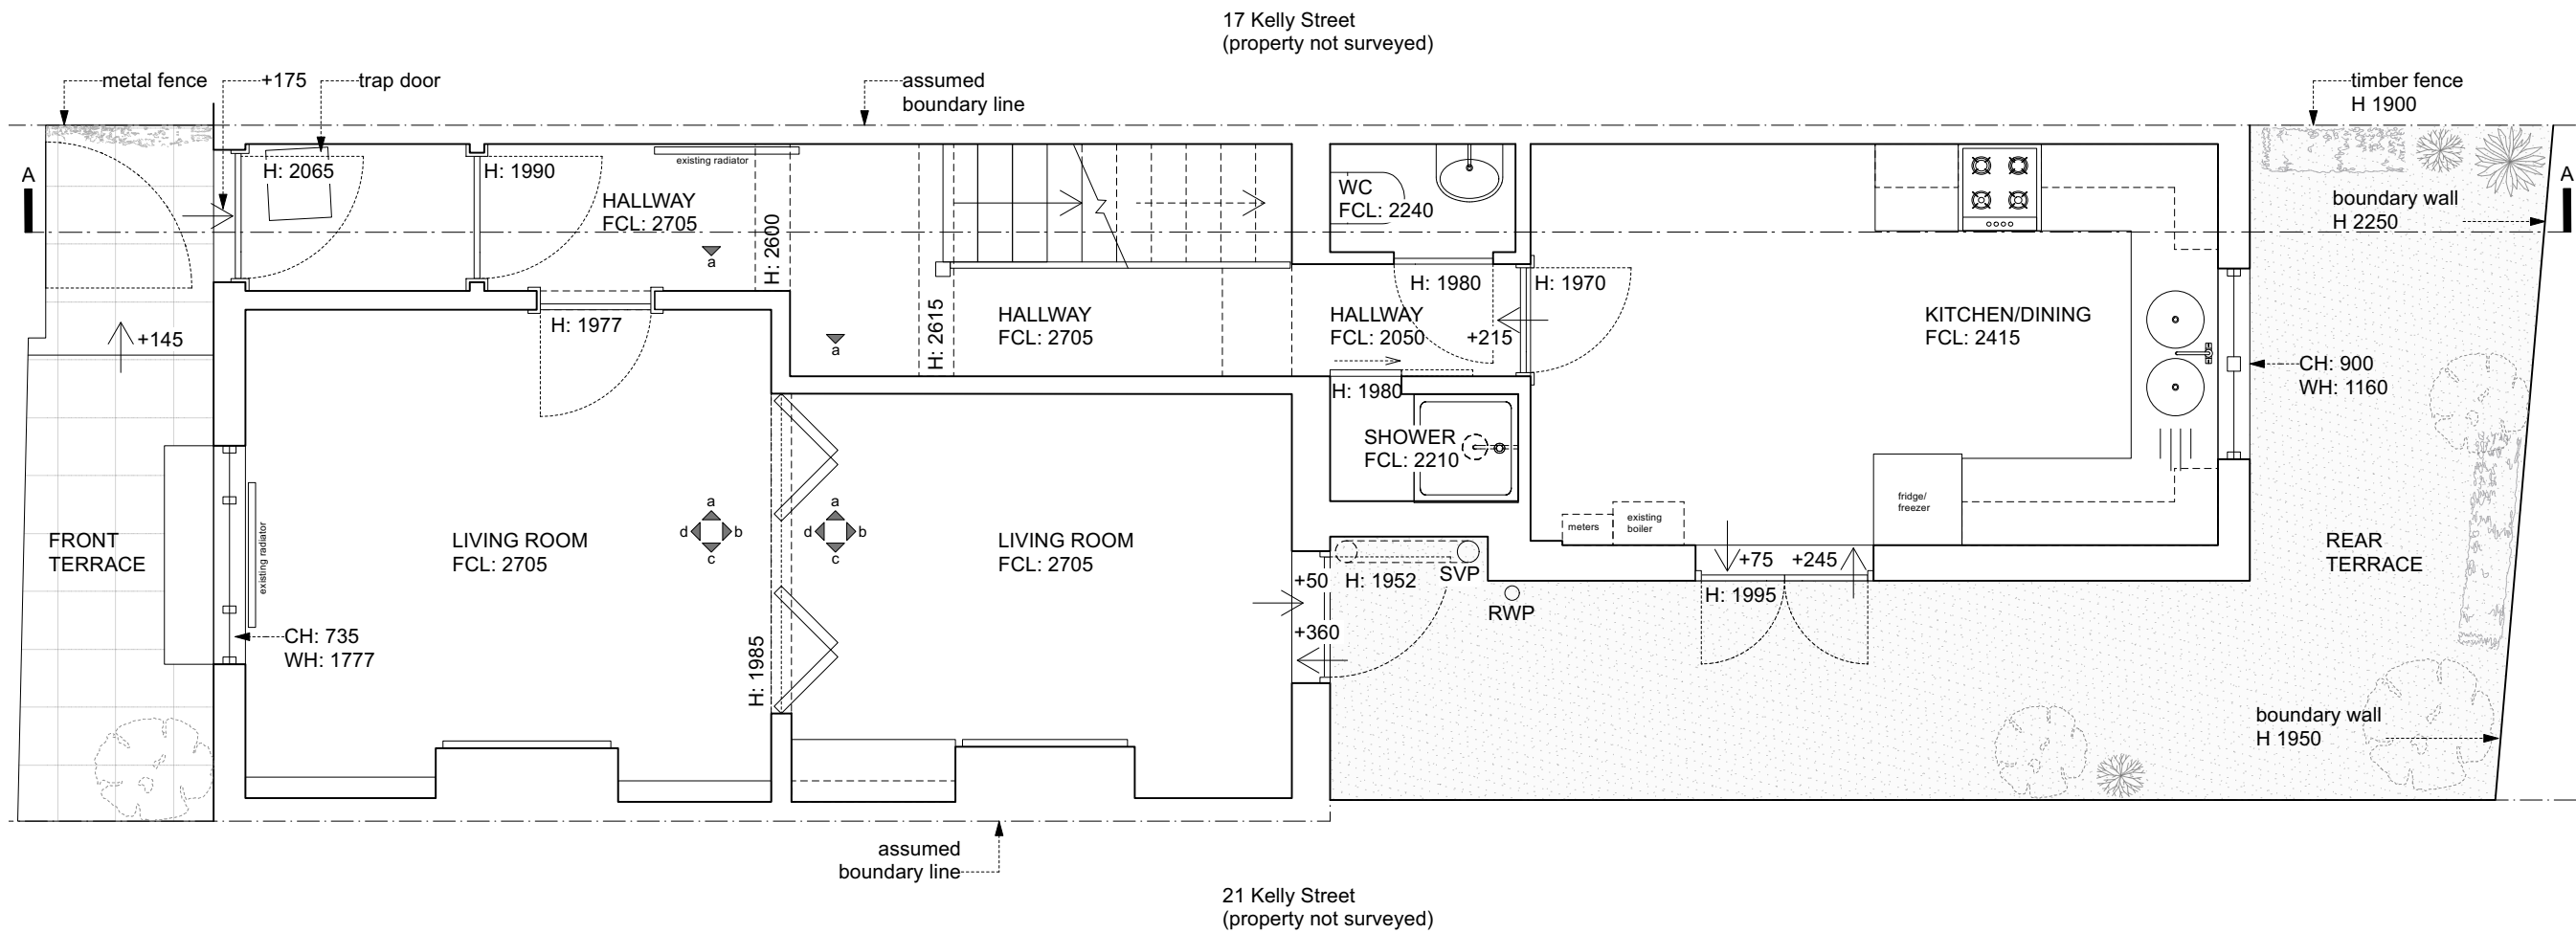 17 Kelly Street
(property not surveyed)
metal fence
+175
trap door
assumed
boundary line
timber fence
H 1900
A
H: 2065
H: 1990
existing radiator
HALLWAY
FCL: 2705
a
H: 2600
WC
FCL: 2240
boundary wall
H 2250
A
+145
H: 1977
a
H: 2615
HALLWAY
FCL: 2705
HALLWAY
FCL: 2050
H: 1980
+215
H: 1970
KITCHEN/DINING
FCL: 2415
CH: 900
WH: 1160
H: 1980
SHOWER
FCL: 2210
FRONT
TERRACE
existing radiator
LIVING ROOM
FCL: 2705
a
d
b
c
a
d
b
c
LIVING ROOM
FCL: 2705
meters
existing
boiler
fridge/
freezer
REAR
TERRACE
+50
H: 1952
SVP
+75
+245
H: 1995
RWP
+360
CH: 735
WH: 1777
H: 1985
boundary wall
H 1950
assumed
boundary line
21 Kelly Street
(property not surveyed)